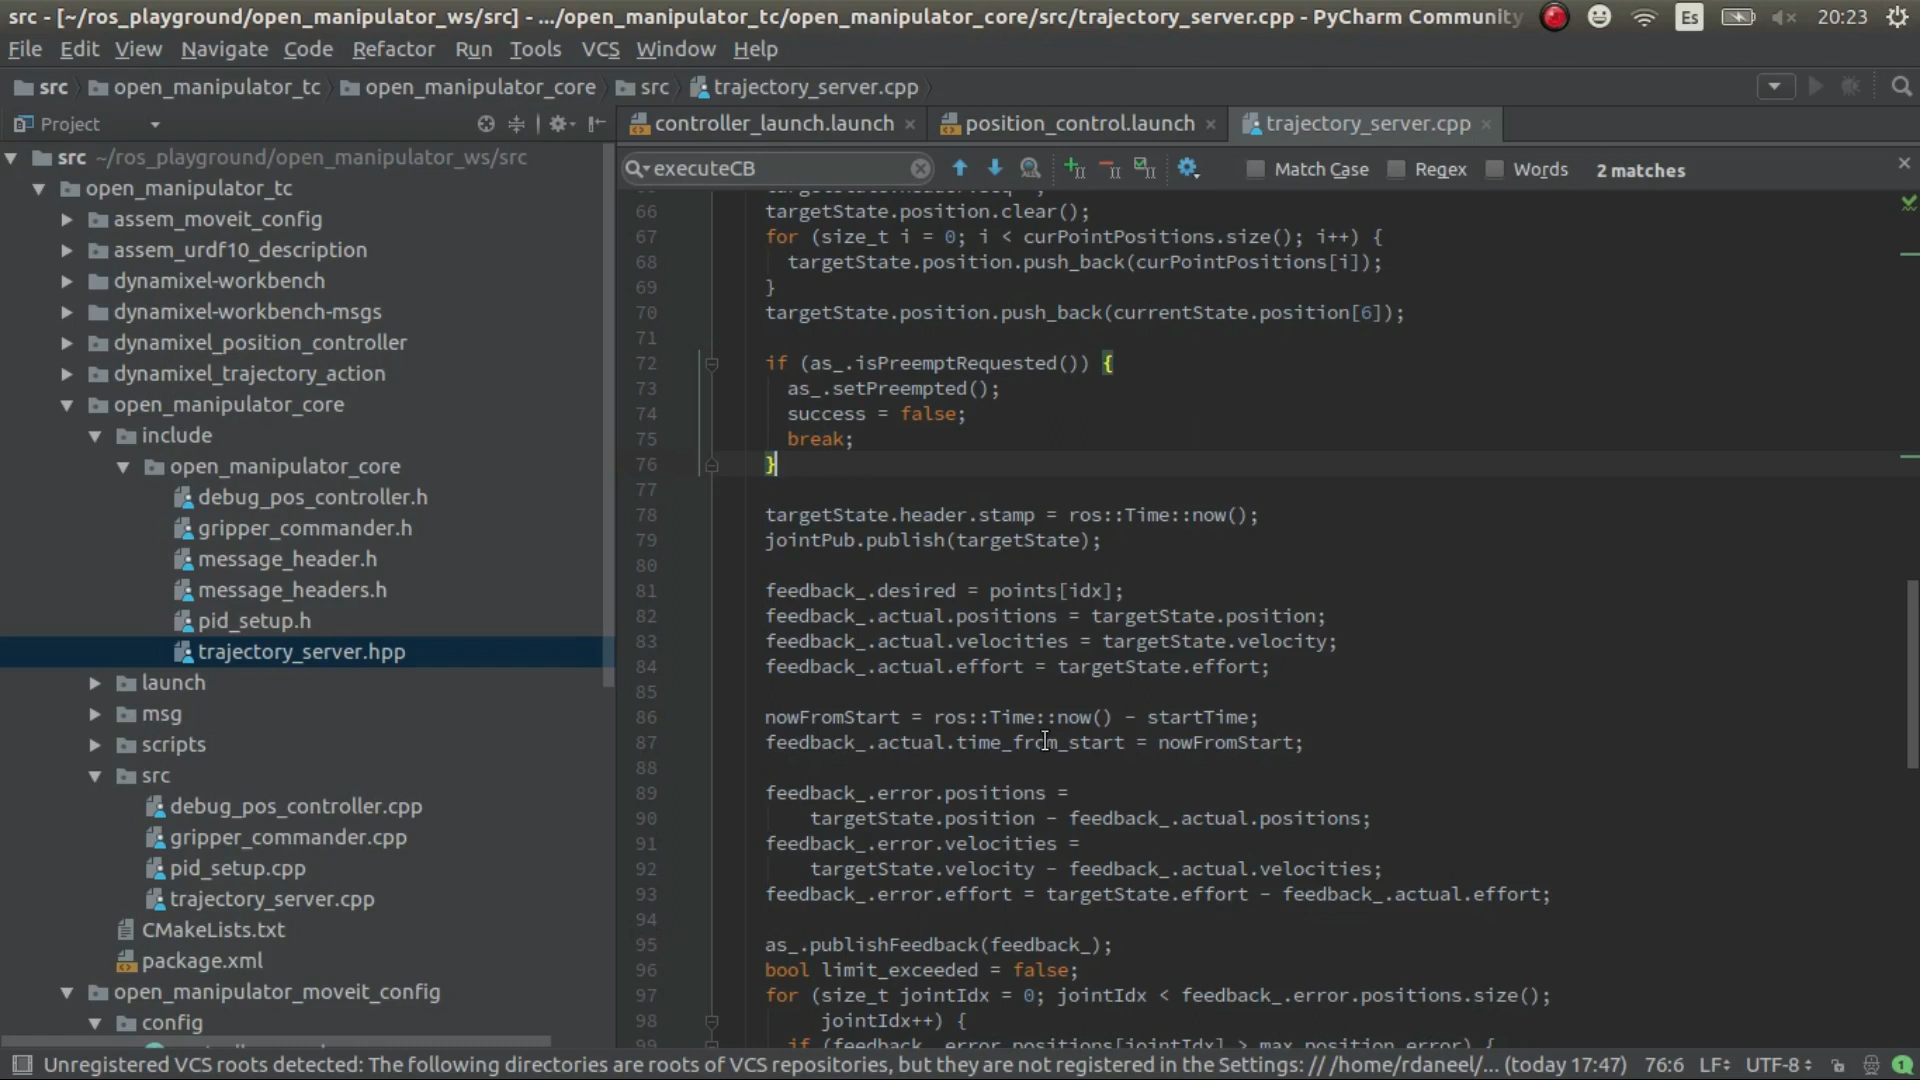 src - [~/ros_playground/open_manipulator_ws/src] - .../open_manipulator_tc/open_manipulator_core/src/trajectory_server.cpp - PyCharm Community
Es
20:23
File Edit View Navigate Code Refactor Run Tools VCS Window Help
src open_manipulator_tc open_manipulator_core src trajectory_server.cpp
Project
controller_launch.launch position_control.launch trajectory_server.cpp
executeCB Match Case Regex Words 2 matches
src ~/ros_playground/open_manipulator_ws/src
open_manipulator_tc
assem_moveit_config
assem_urdf10_description
dynamixel-workbench
dynamixel-workbench-msgs
dynamixel_position_controller
dynamixel_trajectory_action
open_manipulator_core
include
open_manipulator_core
debug_pos_controller.h
gripper_commander.h
message_header.h
message_headers.h
pid_setup.h
trajectory_server.hpp
launch
msg
scripts
src
debug_pos_controller.cpp
gripper_commander.cpp
pid_setup.cpp
trajectory_server.cpp
CMakeLists.txt
package.xml
open_manipulator_moveit_config
config
66 targetState.position.clear();
67 for (size_t i = 0; i < curPointPositions.size(); i++) {
68 targetState.position.push_back(curPointPositions[i]);
69 }
70 targetState.position.push_back(currentState.position[6]);
71
72 if (as_.isPreemptRequested()) {
73 as_.setPreempted();
74 success = false;
75 break;
76 }
77
78 targetState.header.stamp = ros::Time::now();
79 jointPub.publish(targetState);
80
81 feedback_.desired = points[idx];
82 feedback_.actual.positions = targetState.position;
83 feedback_.actual.velocities = targetState.velocity;
84 feedback_.actual.effort = targetState.effort;
85
86 nowFromStart = ros::Time::now() - startTime;
87 feedback_.actual.time_from_start = nowFromStart;
88
89 feedback_.error.positions =
90 targetState.position - feedback_.actual.positions;
91 feedback_.error.velocities =
92 targetState.velocity - feedback_.actual.velocities;
93 feedback_.error.effort = targetState.effort - feedback_.actual.effort;
94
95 as_.publishFeedback(feedback_);
96 bool limit_exceeded = false;
97 for (size_t jointIdx = 0; jointIdx < feedback_.error.positions.size();
98 jointIdx++) {
99 if (feedback_.error.positions[jointIdx] > max_position_error) {
Unregistered VCS roots detected: The following directories are roots of VCS repositories, but they are not registered in the Settings: // /home/rdaneel/... (today 17:47) 76:6 LF UTF-8 1